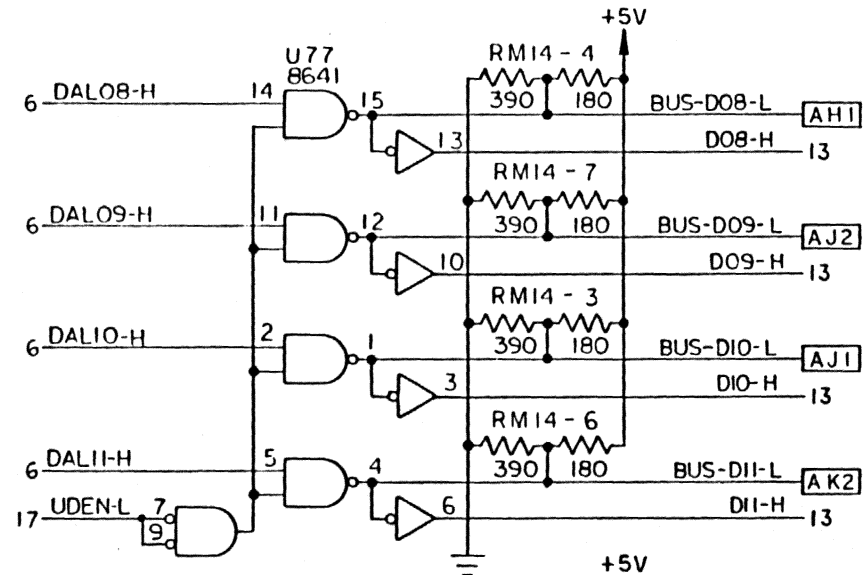 +5V
U77
8641
RM14-4
6 DAL08-H 14 15 390 180 BUS-D08-L AH1
13 D08-H 13
RM14-7
6 DAL09-H 11 12 390 180 BUS-D09-L AJ2
10 D09-H 13
RM14-3
6 DAL10-H 2 1 390 180 BUS-D10-L AJ1
3 D10-H 13
RM14-6
6 DAL11-H 5 4 390 180 BUS-D11-L AK2
17 UDEN-L 7 6 D11-H 13
9
+5V